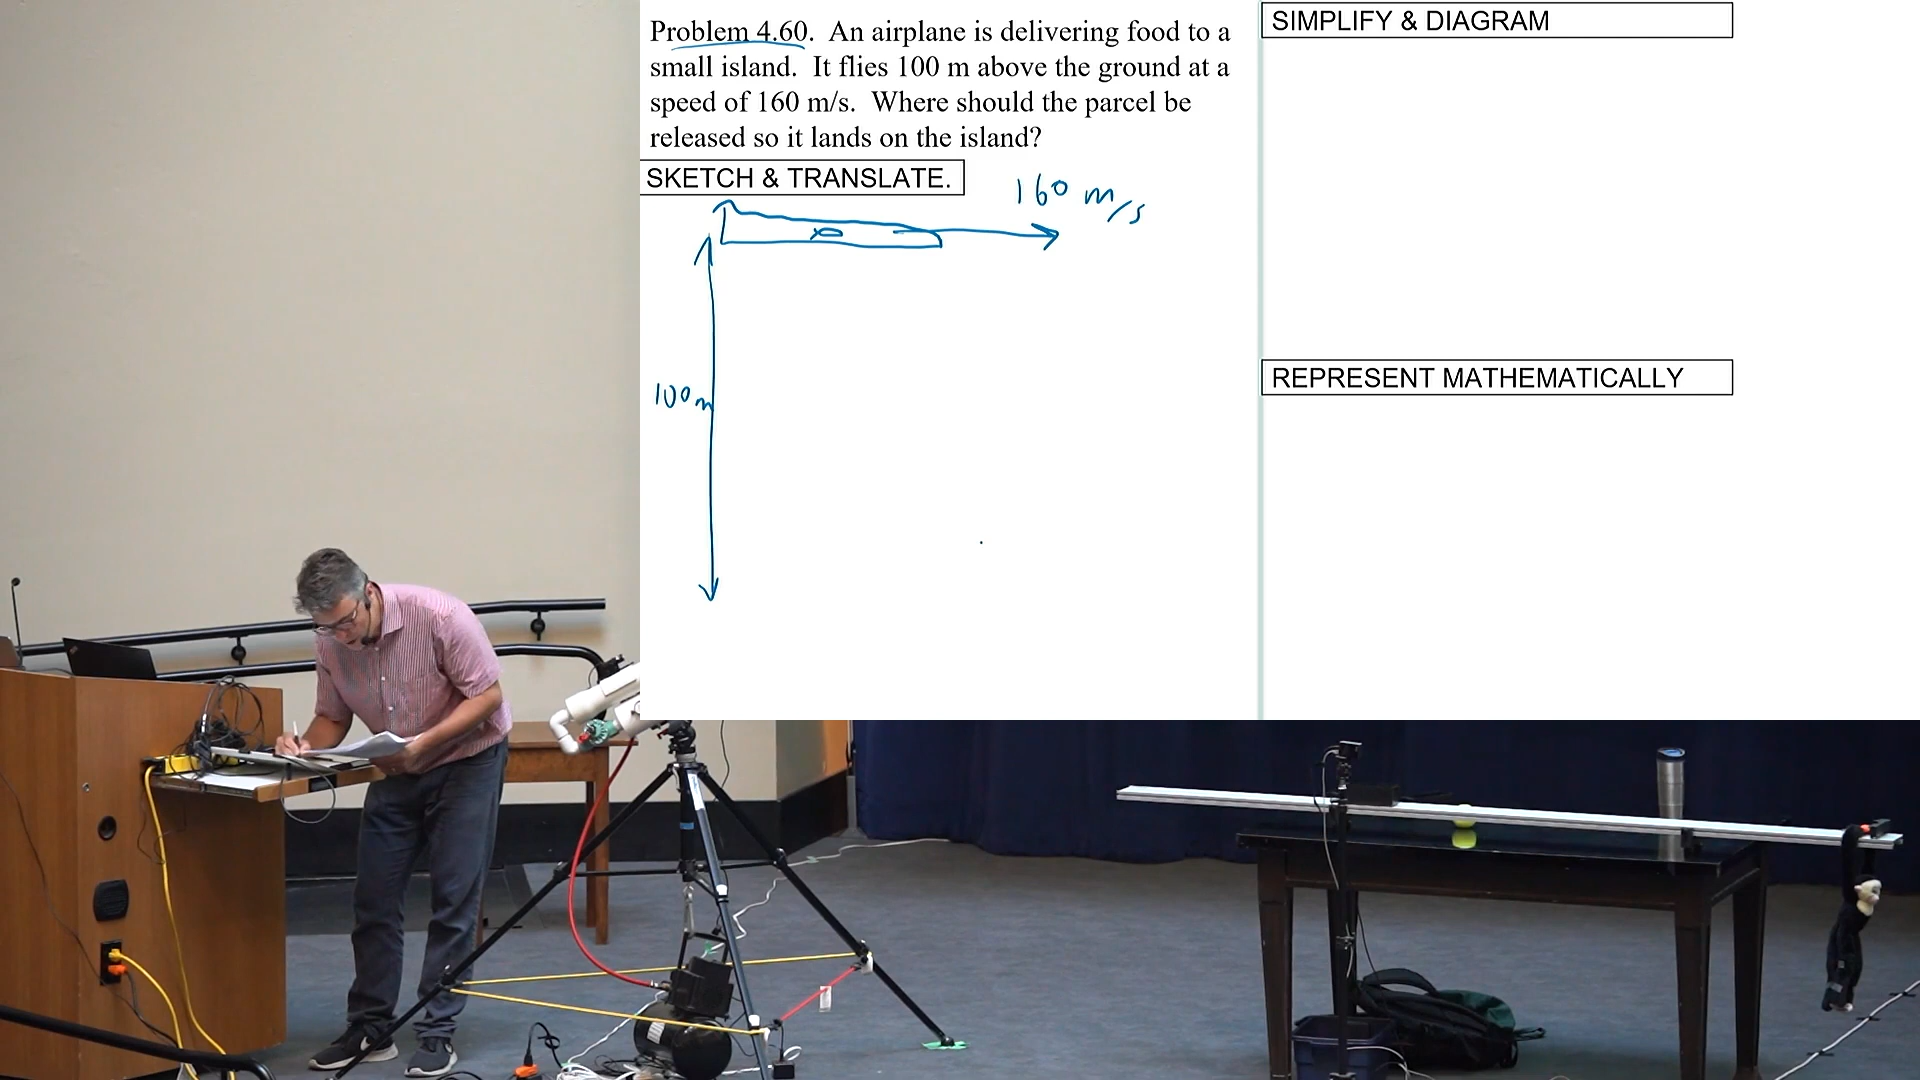 Problem 4.60. An airplane is delivering food to a
small island. It flies 100 m above the ground at a
speed of 160 m/s. Where should the parcel be
released so it lands on the island?
SKETCH & TRANSLATE.
160 m/s
100m
SIMPLIFY & DIAGRAM
REPRESENT MATHEMATICALLY